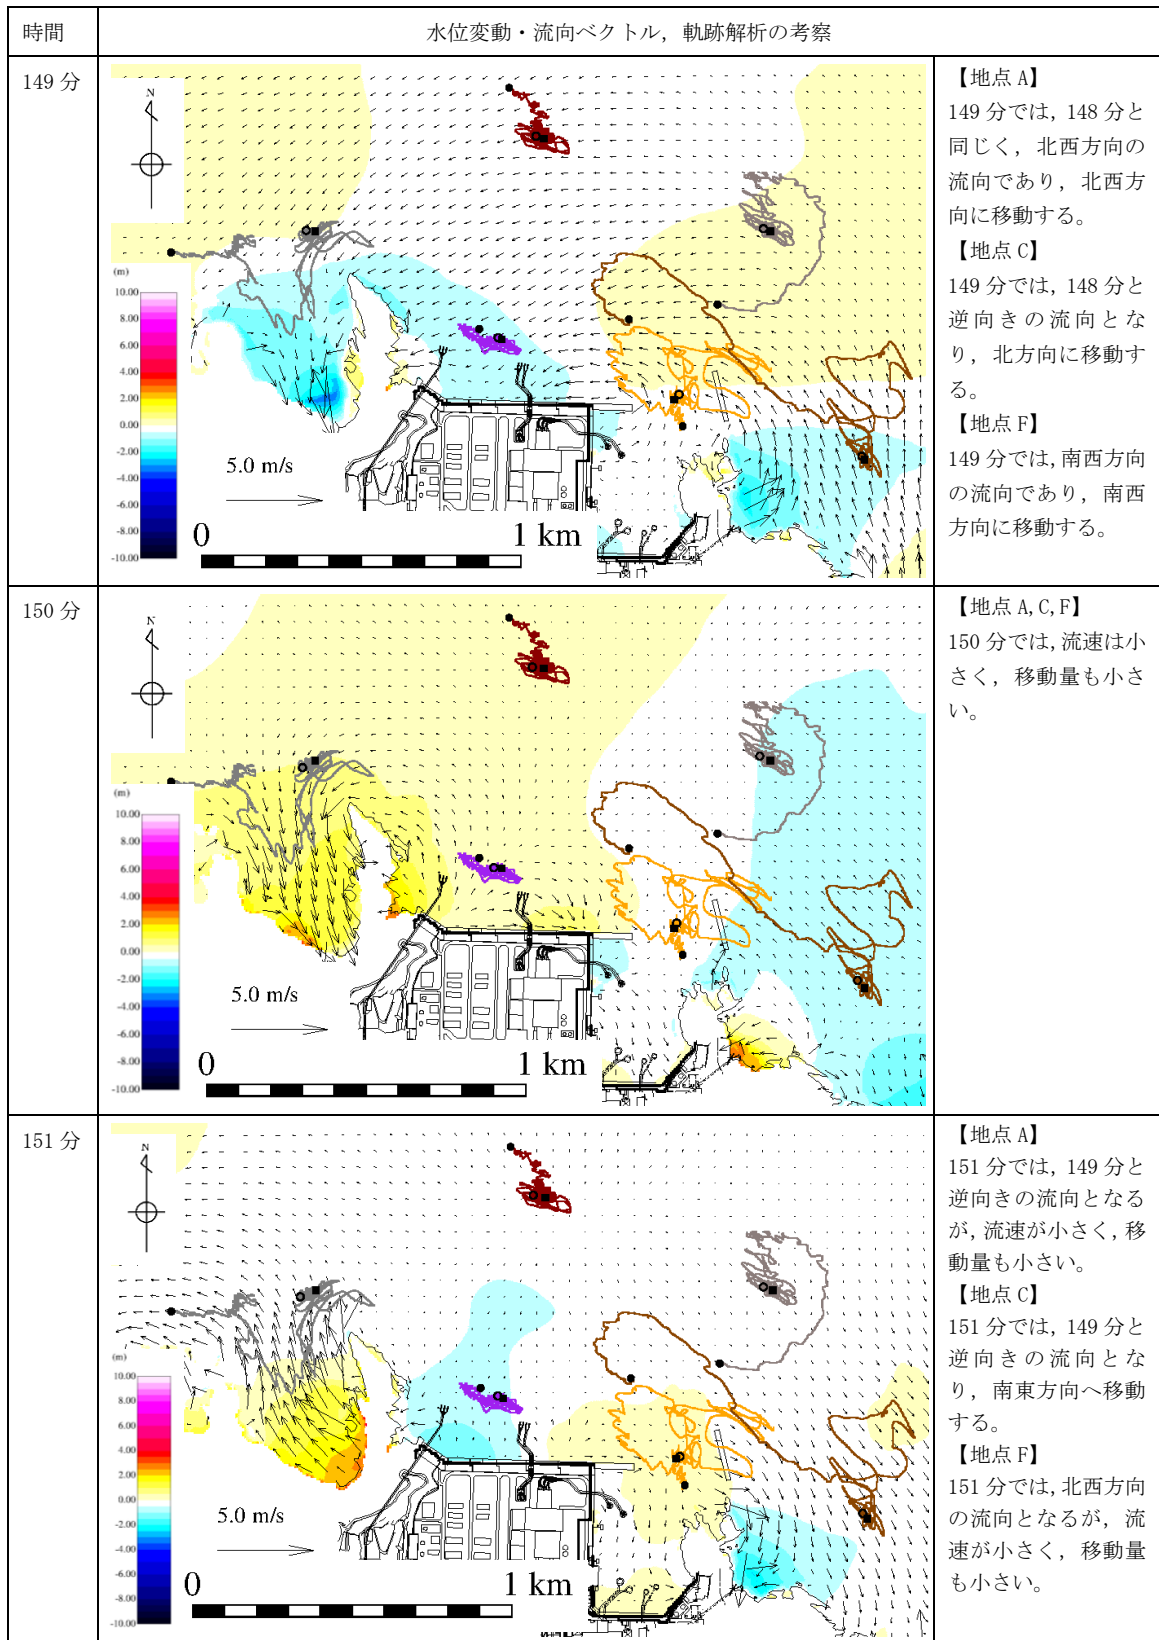 時間
水位変動・流向ベクトル，軌跡解析の考察
149 分
N
(m)
10.00
8.00
6.00
4.00
2.00
0.00
-2.00
-4.00
-6.00
-8.00
-10.00
5.0 m/s
0
1 km
【地点 A】
149 分では，148 分と
同じく，北西方向の
流向であり，北西方
向に移動する。
【地点 C】
149 分では，148 分と
逆向きの流向とな
り，北方向に移動す
る。
【地点 F】
149 分では，南西方向
の流向であり，南西
方向に移動する。
150 分
N
(m)
10.00
8.00
6.00
4.00
2.00
0.00
-2.00
-4.00
-6.00
-8.00
-10.00
5.0 m/s
0
1 km
【地点 A,C,F】
150 分では，流速は小
さく，移動量も小さ
い。
151 分
N
(m)
10.00
8.00
6.00
4.00
2.00
0.00
-2.00
-4.00
-6.00
-8.00
-10.00
5.0 m/s
0
1 km
【地点 A】
151 分では，149 分と
逆向きの流向となる
が，流速が小さく，移
動量も小さい。
【地点 C】
151 分では，149 分と
逆向きの流向とな
り，南東方向へ移動
する。
【地点 F】
151 分では，北西方向
の流向となるが，流
速が小さく，移動量
も小さい。